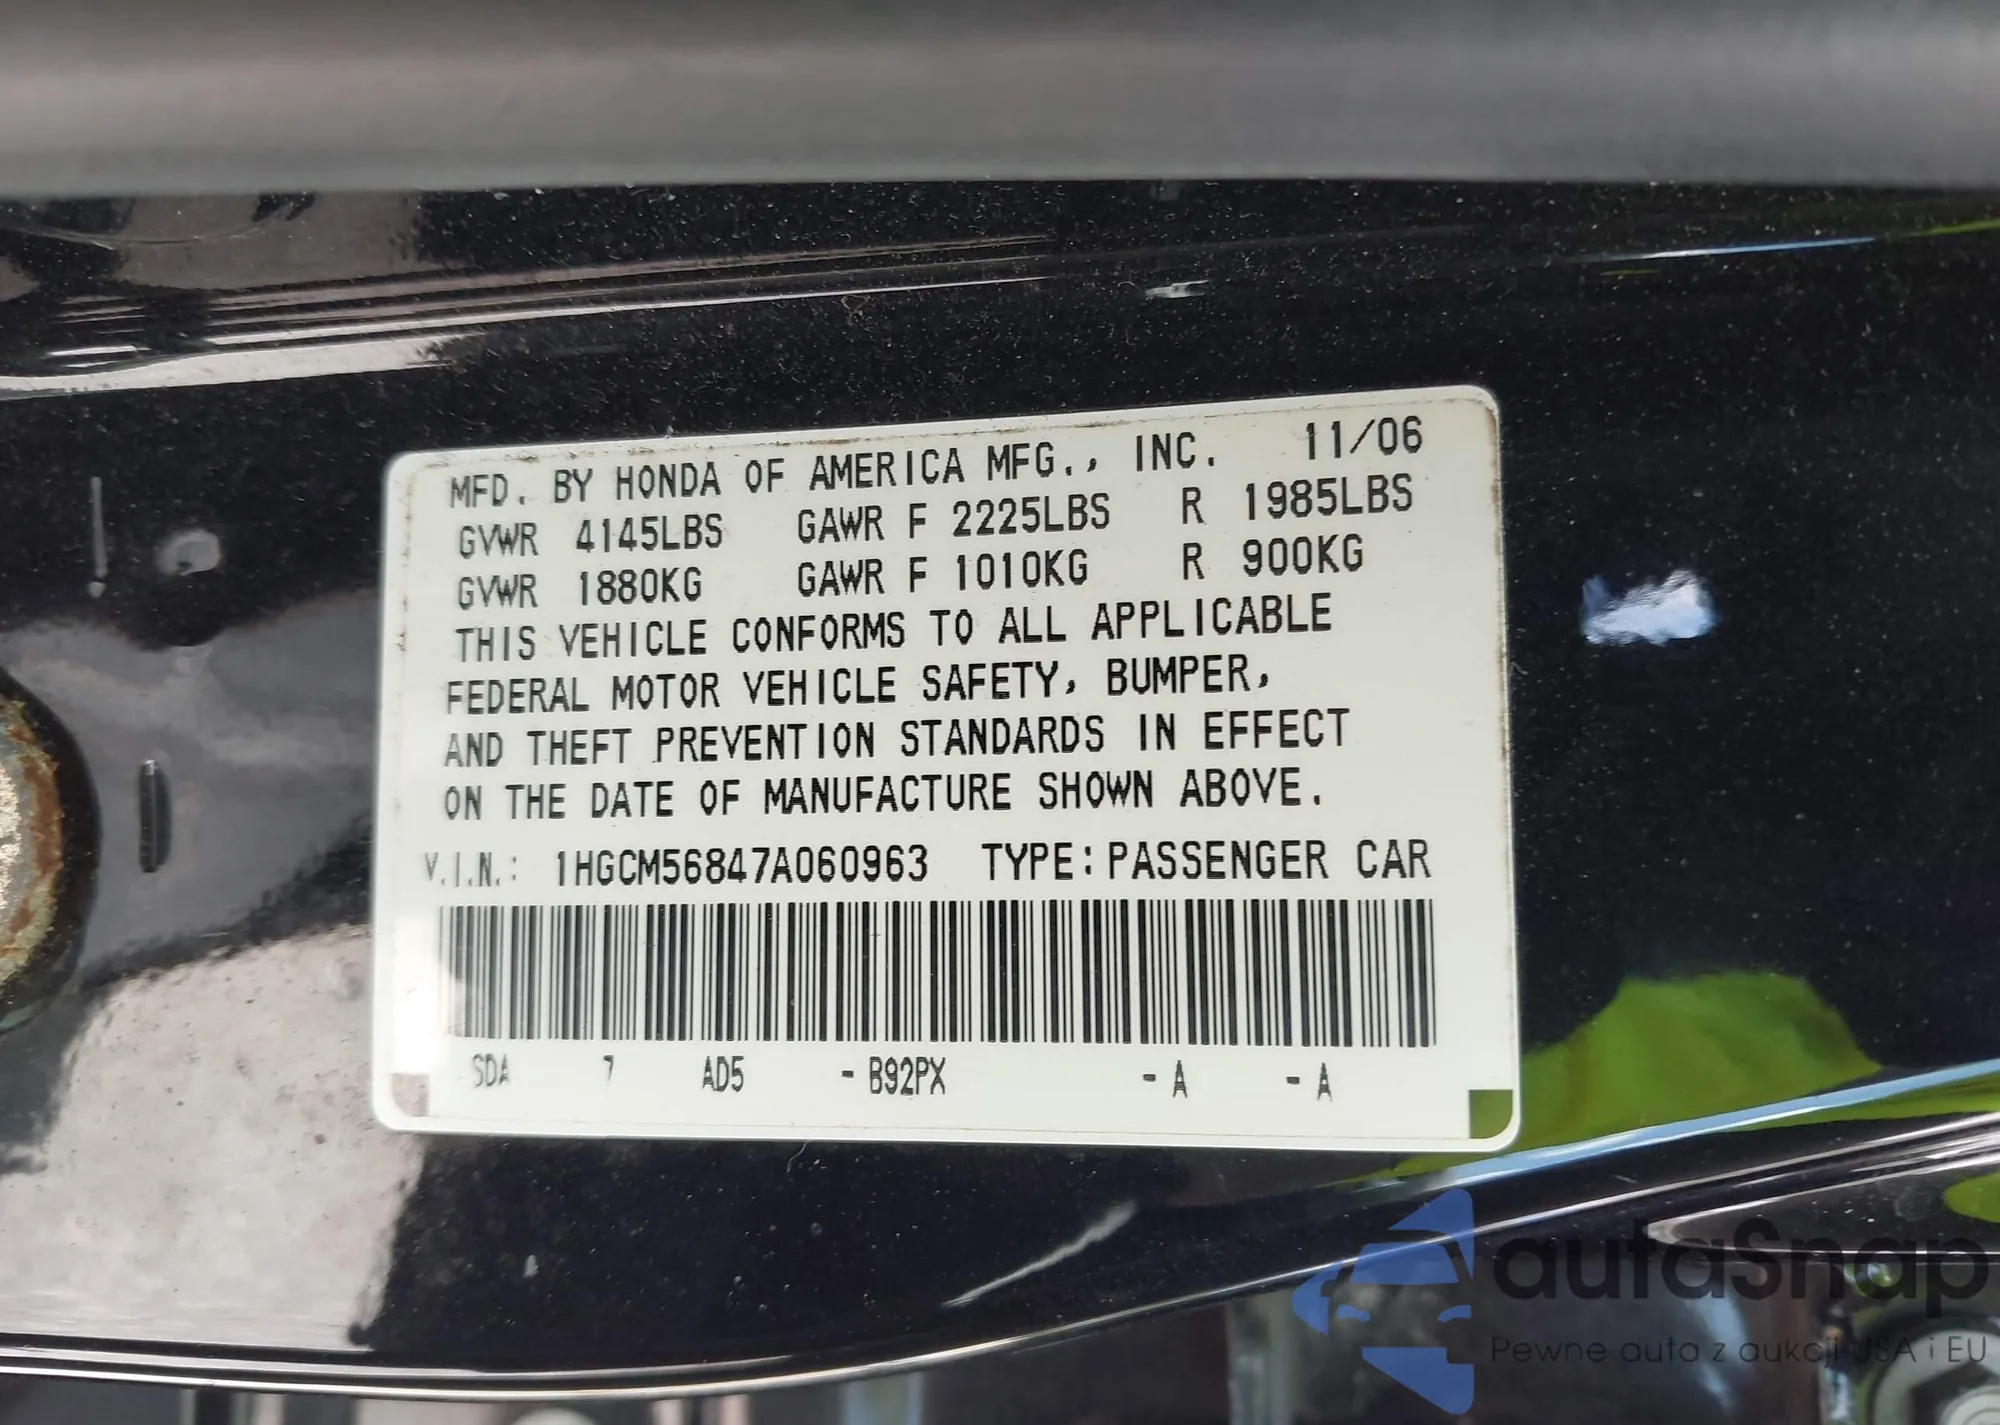 MFD. BY HONDA OF AMERICA MFG., INC. 11/06
GVWR 4145LBS GAWR F 2225LBS R 1985LBS
GVWR 1880KG GAWR F 1010KG R 900KG
THIS VEHICLE CONFORMS TO ALL APPLICABLE
FEDERAL MOTOR VEHICLE SAFETY, BUMPER,
AND THEFT PREVENTION STANDARDS IN EFFECT
ON THE DATE OF MANUFACTURE SHOWN ABOVE.
V.I.N.: 1HGCM56847A060963 TYPE: PASSENGER CAR
SDA 7 AD5 - B92PX - A - A
autaSnap
Pewne auta z aukcji USA i EU